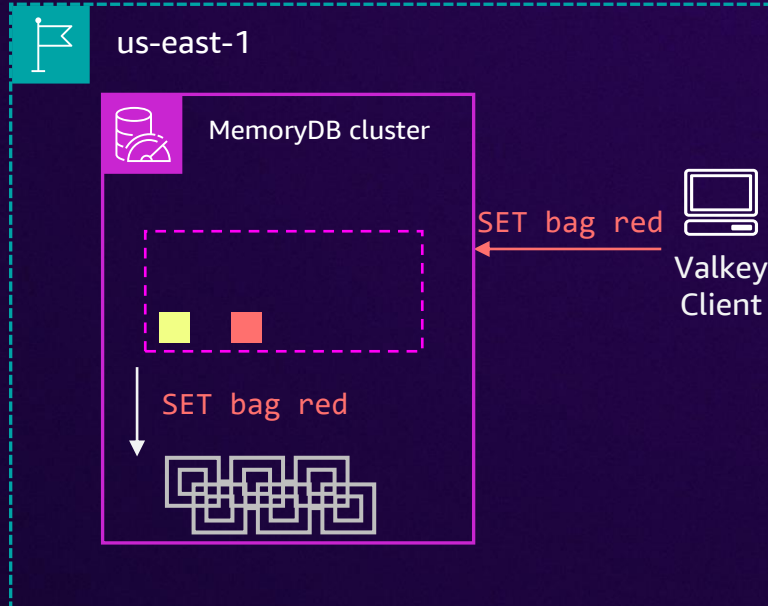 us-east-1
MemoryDB cluster
SET bag red
Valkey
Client
SET bag red